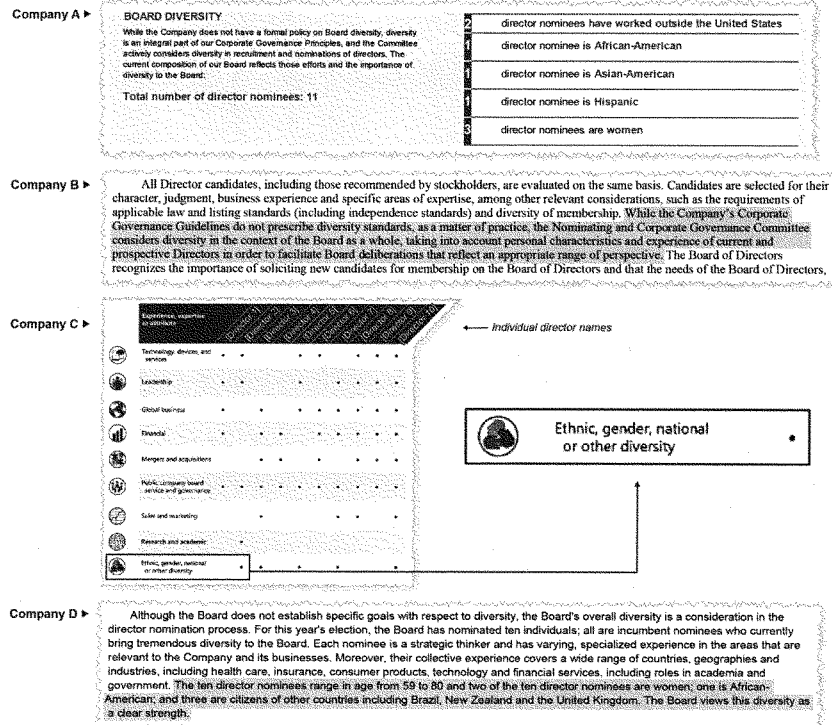 Company A ▸
BOARD DIVERSITY
While the Company does not have a formal policy on Board diversity, diversity
is an integral part of our Corporate Governance Principles, and the Committee
actively considers diversity in recruitment and nominations of directors. The
current composition of our Board reflects those efforts and the importance of
diversity to the Board:
Total number of director nominees: 11
2 director nominees have worked outside the United States
1 director nominee is African-American
1 director nominee is Asian-American
1 director nominee is Hispanic
3 director nominees are women
Company B ▸
All Director candidates, including those recommended by stockholders, are evaluated on the same basis. Candidates are selected for their
character, judgment, business experience and specific areas of expertise, among other relevant considerations, such as the requirements of
applicable law and listing standards (including independence standards) and diversity of membership. While the Company's Corporate
Governance Guidelines do not prescribe diversity standards, as a matter of practice, the Nominating and Corporate Governance Committee
considers diversity in the context of the Board as a whole, taking into account personal characteristics and experience of current and
prospective Directors in order to facilitate Board deliberations that reflect an appropriate range of perspective. The Board of Directors
recognizes the importance of soliciting new candidates for membership on the Board of Directors and that the needs of the Board of Directors,
Company C ▸
Experience, expertise
or attribute
[Director 1]
[Director 2]
[Director 3]
[Director 4]
[Director 5]
[Director 6]
[Director 7]
[Director 8]
[Director 9]
[Director 10]
Individual director names
Technology, devices, and
services
Leadership
Global business
Financial
Mergers and acquisitions
Public company board
service and governance
Sales and marketing
Research and academic
Ethnic, gender, national
or other diversity
Ethnic, gender, national
or other diversity
Company D ▸
Although the Board does not establish specific goals with respect to diversity, the Board's overall diversity is a consideration in the
director nomination process. For this year's election, the Board has nominated ten individuals; all are incumbent nominees who currently
bring tremendous diversity to the Board. Each nominee is a strategic thinker and has varying, specialized experience in the areas that are
relevant to the Company and its businesses. Moreover, their collective experience covers a wide range of countries, geographies and
industries, including health care, insurance, consumer products, technology and financial services, including roles in academia and
government. The ten director nominees range in age from 59 to 80 and two of the ten director nominees are women; one is African-
American; and three are citizens of other countries including Brazil, New Zealand and the United Kingdom. The Board views this diversity as
a clear strength.